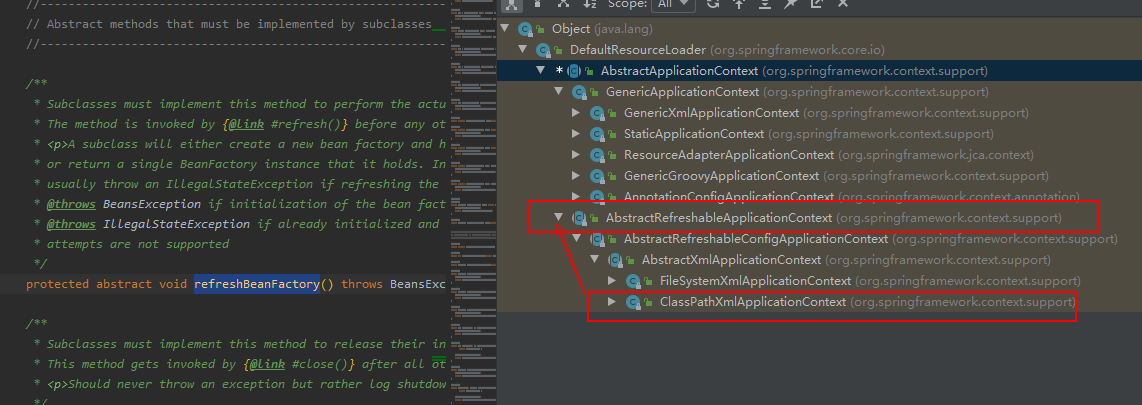 //-----------------------------------------------------------
// Abstract methods that must be implemented by subclasses
//-----------------------------------------------------------
/**
* Subclasses must implement this method to perform the actu
* The method is invoked by {@link #refresh()} before any ot
* <p>A subclass will either create a new bean factory and h
* or return a single BeanFactory instance that it holds. In
* usually throw an IllegalStateException if refreshing the
* @throws BeansException if initialization of the bean fact
* @throws IllegalStateException if already initialized and
* attempts are not supported
*/
protected abstract void refreshBeanFactory() throws BeansExc
/**
* Subclasses must implement this method to release their in
* This method gets invoked by {@link #close()} after all ot
* <p>Should never throw an exception but rather log shutdow
*/
Scope: All
Object (java.lang)
DefaultResourceLoader (org.springframework.core.io)
* AbstractApplicationContext (org.springframework.context.support)
GenericApplicationContext (org.springframework.context.support)
GenericXmlApplicationContext (org.springframework.context.support)
StaticApplicationContext (org.springframework.context.support)
ResourceAdapterApplicationContext (org.springframework.jca.context)
GenericGroovyApplicationContext (org.springframework.context.support)
AnnotationConfigApplicationContext (org.springframework.context.annotation)
AbstractRefreshableApplicationContext (org.springframework.context.support)
AbstractRefreshableConfigApplicationContext (org.springframework.context.support)
AbstractXmlApplicationContext (org.springframework.context.support)
FileSystemXmlApplicationContext (org.springframework.context.support)
ClassPathXmlApplicationContext (org.springframework.context.support)